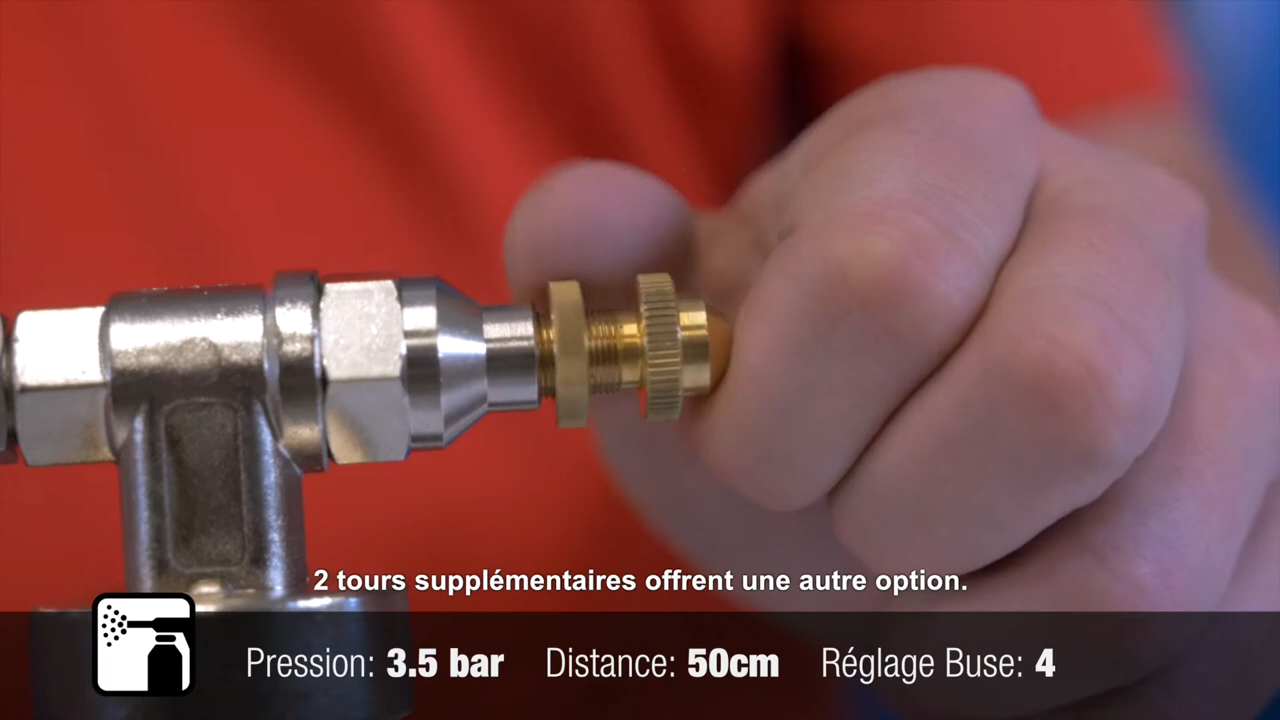 2 tours supplémentaires offrent une autre option.
Pression: 3.5 bar Distance: 50cm Réglage Buse: 4